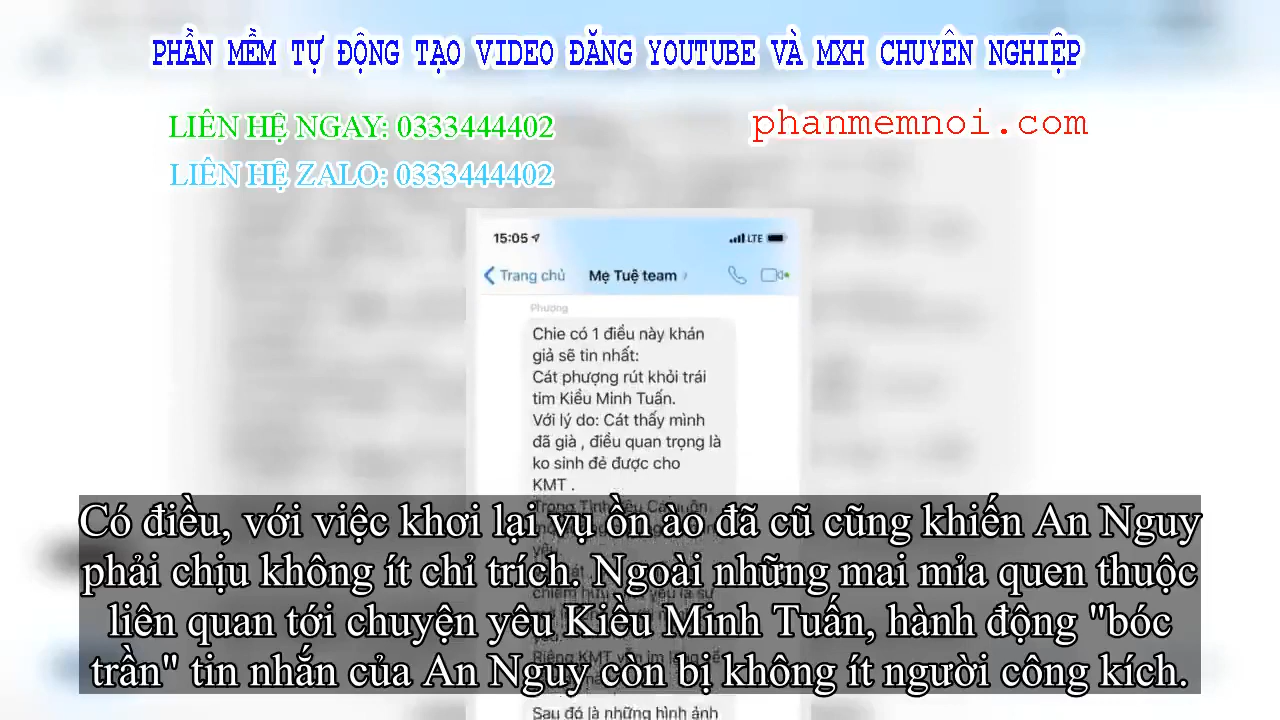 PHẦN MỀM TỰ ĐỘNG TẠO VIDEO ĐĂNG YOUTUBE VÀ MXH CHUYÊN NGHIỆP
LIÊN HỆ NGAY: 0333444402
phanmemnoi.com
LIÊN HỆ ZALO: 0333444402
15:05
LTE
Trang chủ
Mẹ Tuệ team
Phượng
Chie có 1 điều này khán
giả sẽ tin nhất:
Cát phượng rút khỏi trái
tim Kiều Minh Tuấn.
Với lý do: Cát thấy mình
đã già , điều quan trọng là
ko sinh đẻ được cho
KMT .
Có điều, với việc khơi lại vụ ồn ào đã cũ cũng khiến An Nguy
phải chịu không ít chỉ trích. Ngoài những mai mỉa quen thuộc
liên quan tới chuyện yêu Kiều Minh Tuấn, hành động "bóc
trần" tin nhắn của An Nguy còn bị không ít người công kích.
Sau đó là những hình ảnh